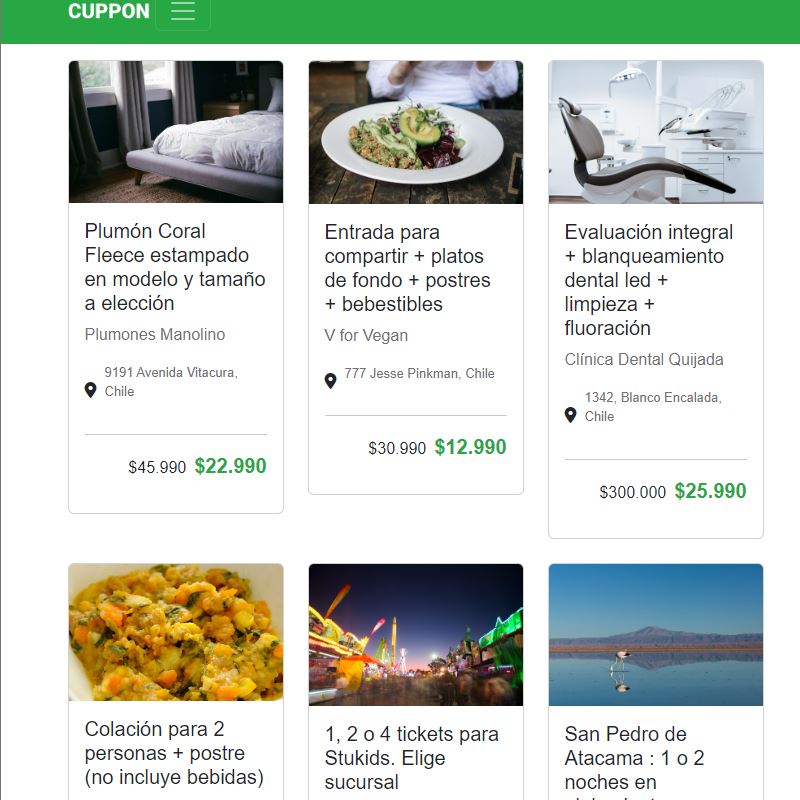 CUPPON
Plumón Coral
Fleece estampado
en modelo y tamaño
a elección
Plumones Manolino
9191 Avenida Vitacura,
Chile
$45.990 $22.990
Entrada para
compartir + platos
de fondo + postres
+ bebestibles
V for Vegan
777 Jesse Pinkman, Chile
$30.990 $12.990
Evaluación integral
+ blanqueamiento
dental led +
limpieza +
fluoración
Clínica Dental Quijada
1342, Blanco Encalada,
Chile
$300.000 $25.990
Colación para 2
personas + postre
(no incluye bebidas)
1, 2 o 4 tickets para
Stukids. Elige
sucursal
San Pedro de
Atacama : 1 o 2
noches en